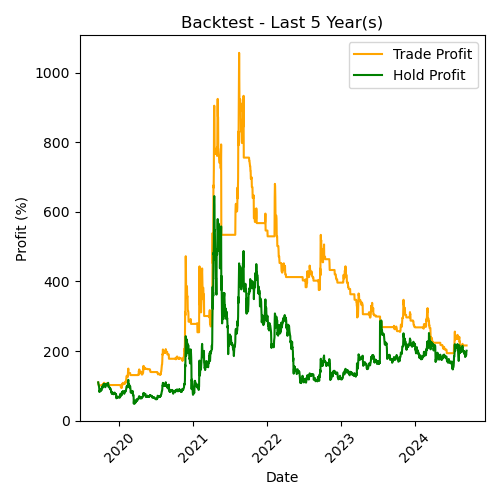 Backtest - Last 5 Year(s)
Trade Profit
Hold Profit
Profit (%)
1000
800
600
400
200
0
2020
2021
2022
2023
2024
Date